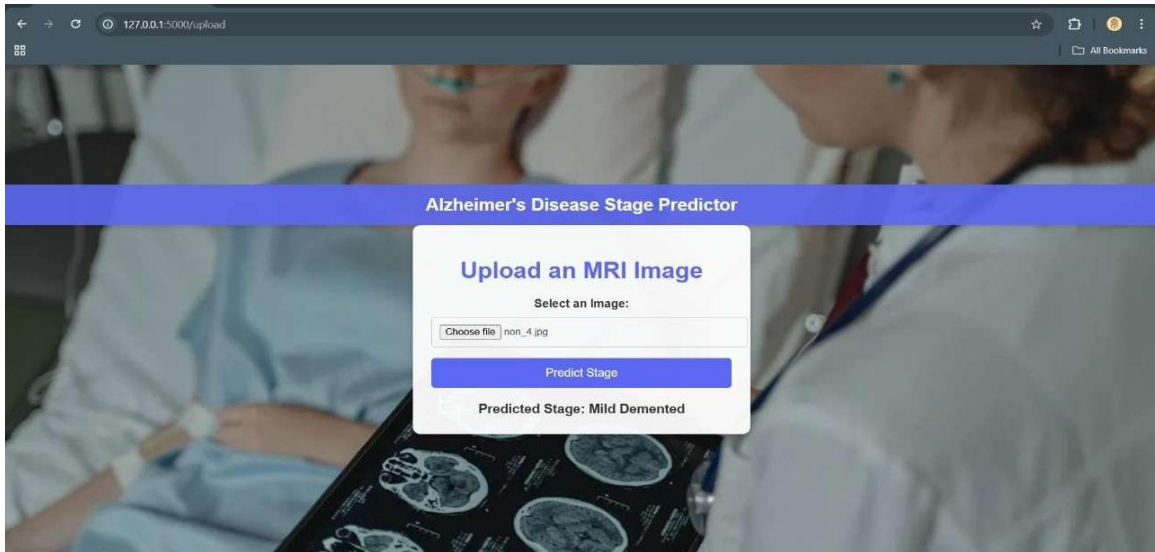 127.0.0.1:5000/upload
All Bookmarks
Alzheimer's Disease Stage Predictor
Upload an MRI Image
Select an Image:
Choose file non_4.jpg
Predict Stage
Predicted Stage: Mild Demented